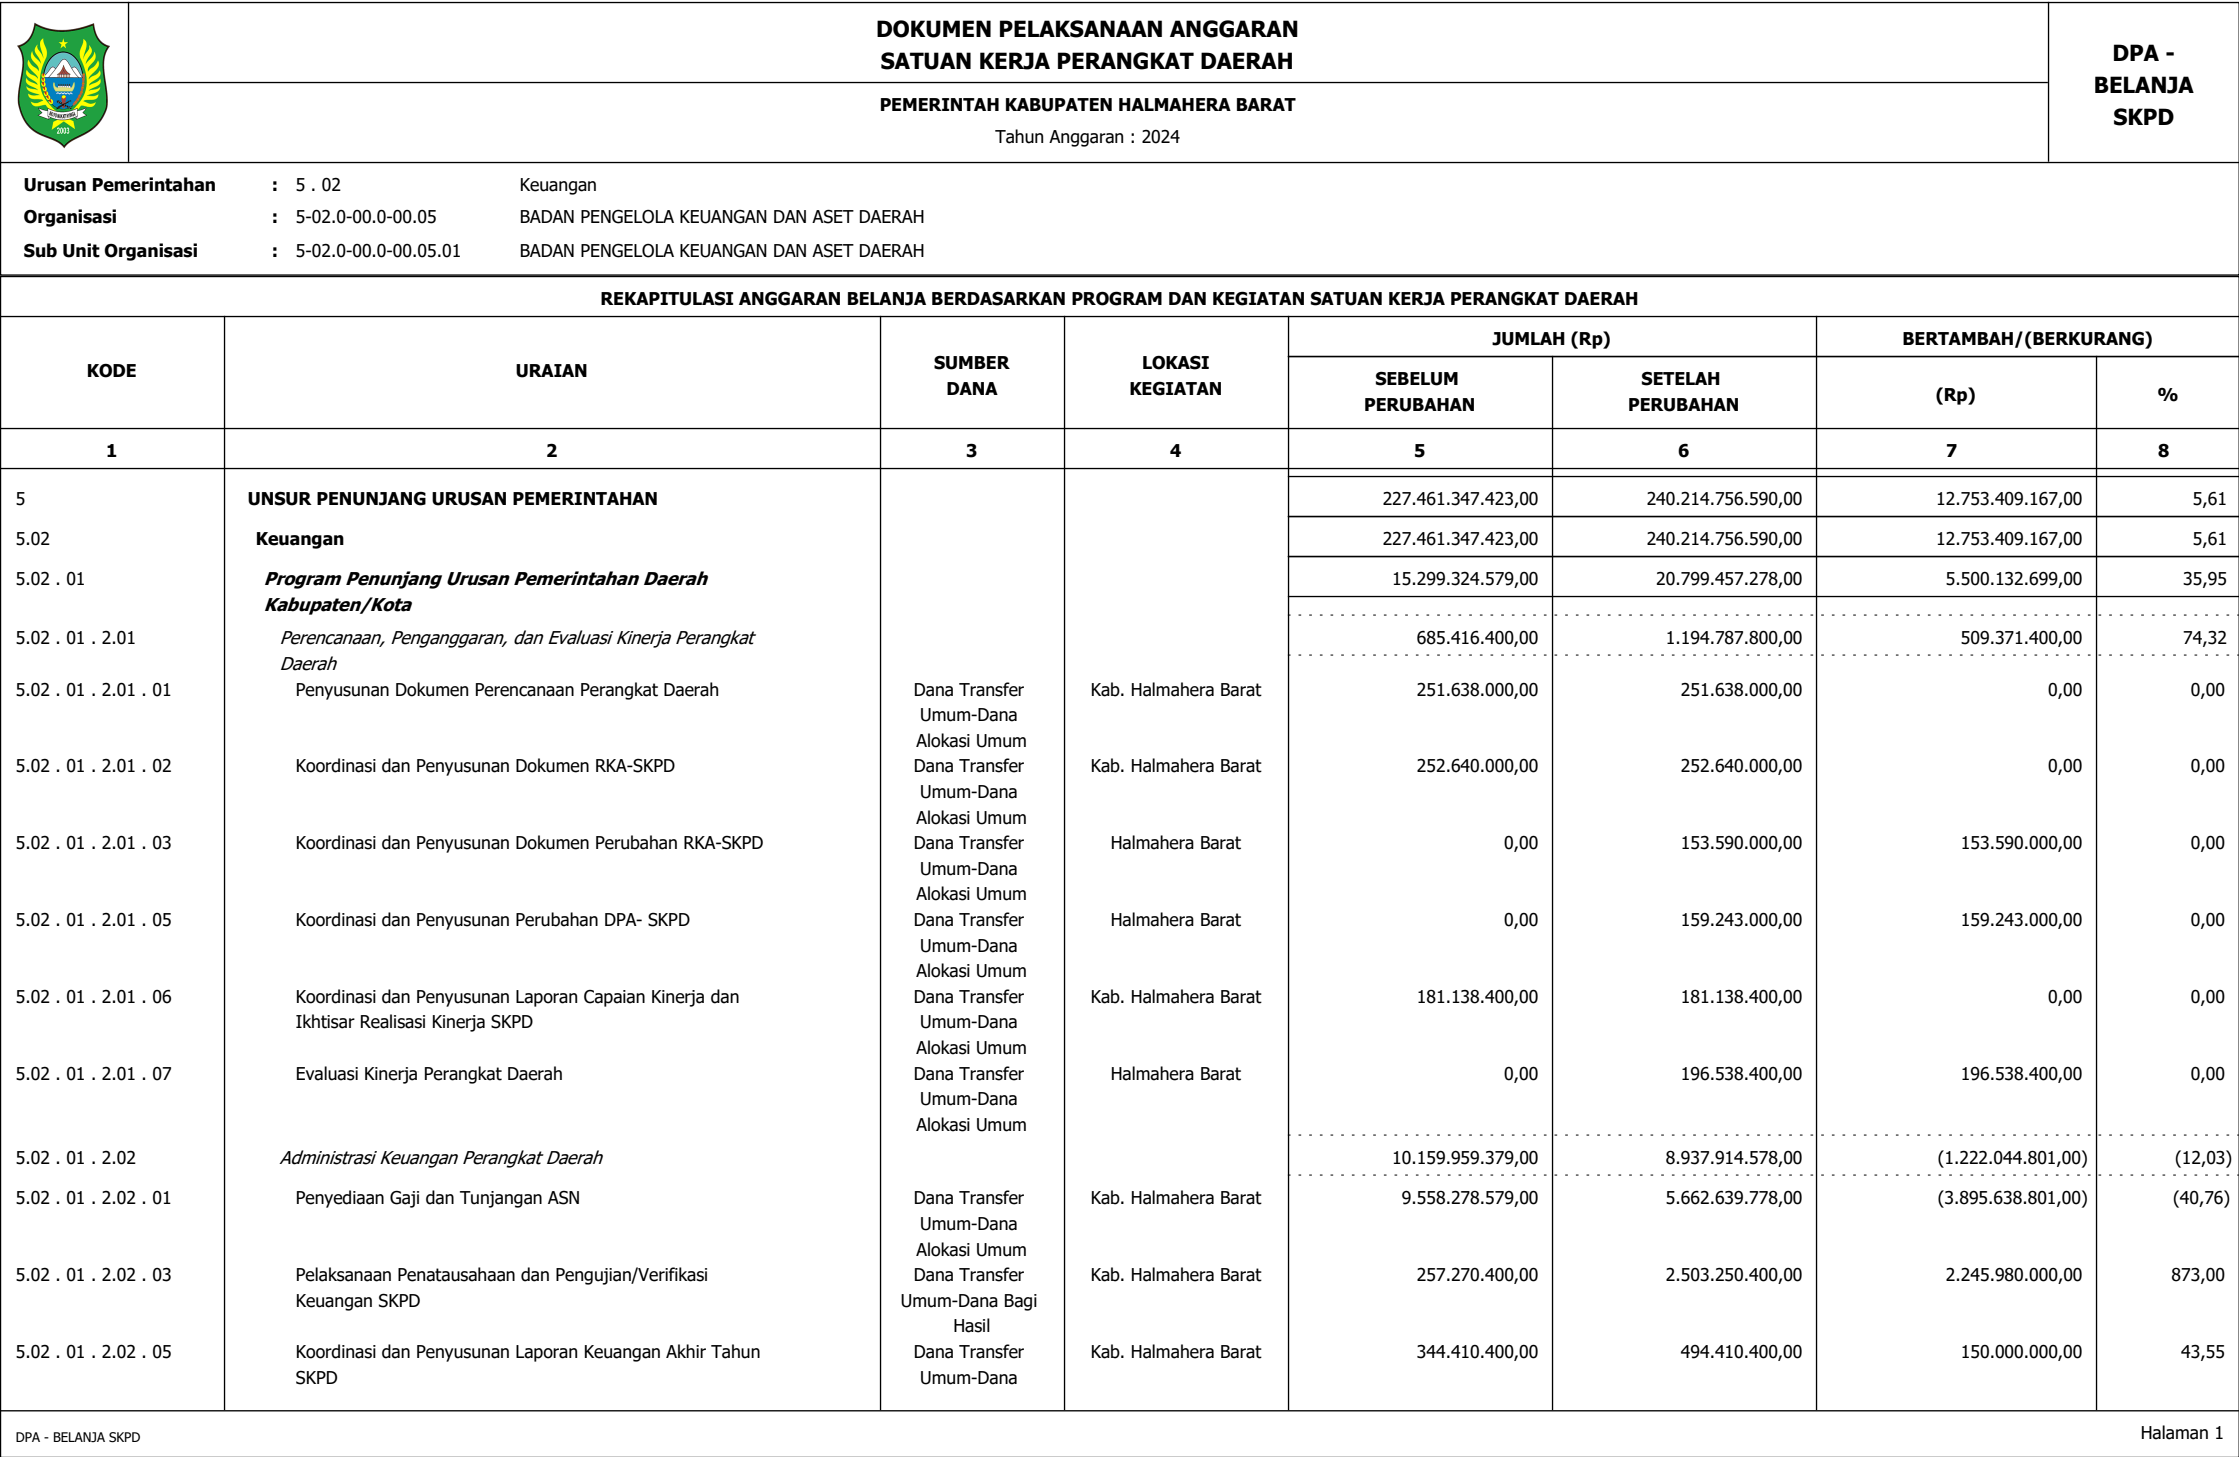 DOKUMEN PELAKSANAAN ANGGARAN
SATUAN KERJA PERANGKAT DAERAH
DPA -
BELANJA
SKPD
PEMERINTAH KABUPATEN HALMAHERA BARAT
Tahun Anggaran : 2024
2003
Urusan Pemerintahan : 5 . 02 Keuangan
Organisasi : 5-02.0-00.0-00.05 BADAN PENGELOLA KEUANGAN DAN ASET DAERAH
Sub Unit Organisasi : 5-02.0-00.0-00.05.01 BADAN PENGELOLA KEUANGAN DAN ASET DAERAH
REKAPITULASI ANGGARAN BELANJA BERDASARKAN PROGRAM DAN KEGIATAN SATUAN KERJA PERANGKAT DAERAH
KODE URAIAN SUMBER DANA LOKASI KEGIATAN JUMLAH (Rp) BERTAMBAH/(BERKURANG)
SEBELUM PERUBAHAN SETELAH PERUBAHAN (Rp) %
1 2 3 4 5 6 7 8
5 UNSUR PENUNJANG URUSAN PEMERINTAHAN 227.461.347.423,00 240.214.756.590,00 12.753.409.167,00 5,61
5.02 Keuangan 227.461.347.423,00 240.214.756.590,00 12.753.409.167,00 5,61
5.02 . 01 Program Penunjang Urusan Pemerintahan Daerah 15.299.324.579,00 20.799.457.278,00 5.500.132.699,00 35,95
Kabupaten/Kota
5.02 . 01 . 2.01 Perencanaan, Penganggaran, dan Evaluasi Kinerja Perangkat 685.416.400,00 1.194.787.800,00 509.371.400,00 74,32
Daerah
5.02 . 01 . 2.01 . 01 Penyusunan Dokumen Perencanaan Perangkat Daerah Dana Transfer Kab. Halmahera Barat 251.638.000,00 251.638.000,00 0,00 0,00
Umum-Dana
Alokasi Umum
5.02 . 01 . 2.01 . 02 Koordinasi dan Penyusunan Dokumen RKA-SKPD Dana Transfer Kab. Halmahera Barat 252.640.000,00 252.640.000,00 0,00 0,00
Umum-Dana
Alokasi Umum
5.02 . 01 . 2.01 . 03 Koordinasi dan Penyusunan Dokumen Perubahan RKA-SKPD Dana Transfer Halmahera Barat 0,00 153.590.000,00 153.590.000,00 0,00
Umum-Dana
Alokasi Umum
5.02 . 01 . 2.01 . 05 Koordinasi dan Penyusunan Perubahan DPA- SKPD Dana Transfer Halmahera Barat 0,00 159.243.000,00 159.243.000,00 0,00
Umum-Dana
Alokasi Umum
5.02 . 01 . 2.01 . 06 Koordinasi dan Penyusunan Laporan Capaian Kinerja dan Dana Transfer Kab. Halmahera Barat 181.138.400,00 181.138.400,00 0,00 0,00
Ikhtisar Realisasi Kinerja SKPD Umum-Dana
Alokasi Umum
5.02 . 01 . 2.01 . 07 Evaluasi Kinerja Perangkat Daerah Dana Transfer Halmahera Barat 0,00 196.538.400,00 196.538.400,00 0,00
Umum-Dana
Alokasi Umum
5.02 . 01 . 2.02 Administrasi Keuangan Perangkat Daerah 10.159.959.379,00 8.937.914.578,00 (1.222.044.801,00) (12,03)
5.02 . 01 . 2.02 . 01 Penyediaan Gaji dan Tunjangan ASN Dana Transfer Kab. Halmahera Barat 9.558.278.579,00 5.662.639.778,00 (3.895.638.801,00) (40,76)
Umum-Dana
Alokasi Umum
5.02 . 01 . 2.02 . 03 Pelaksanaan Penatausahaan dan Pengujian/Verifikasi Dana Transfer Kab. Halmahera Barat 257.270.400,00 2.503.250.400,00 2.245.980.000,00 873,00
Keuangan SKPD Umum-Dana Bagi
Hasil
5.02 . 01 . 2.02 . 05 Koordinasi dan Penyusunan Laporan Keuangan Akhir Tahun Dana Transfer Kab. Halmahera Barat 344.410.400,00 494.410.400,00 150.000.000,00 43,55
SKPD Umum-Dana
DPA - BELANJA SKPD Halaman 1